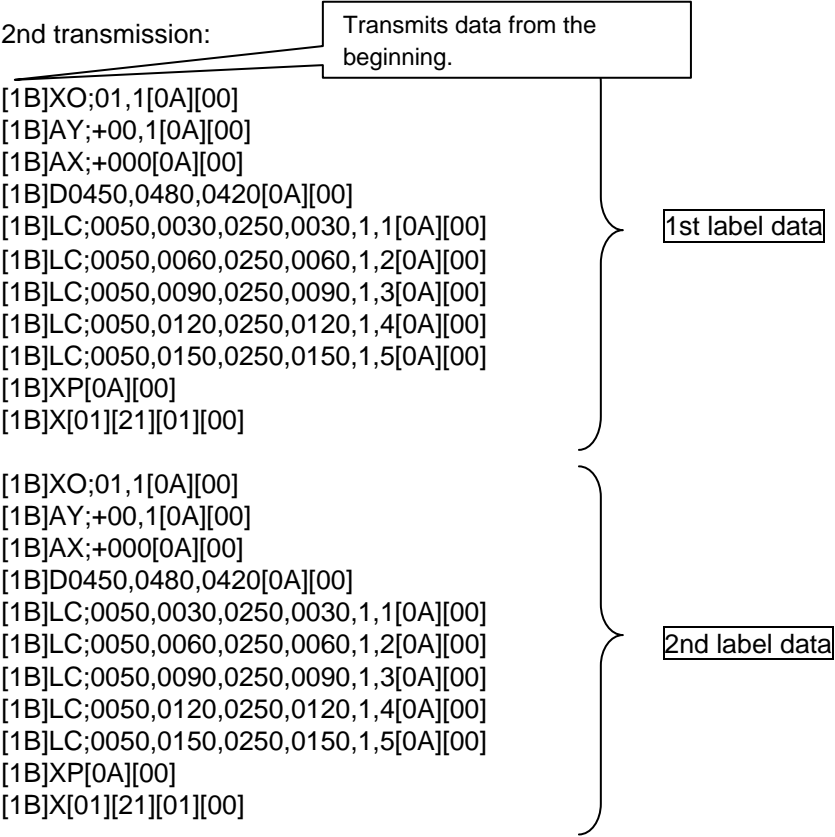 2nd transmission:
Transmits data from the
beginning.
[1B]XO;01,1[0A][00]
[1B]AY;+00,1[0A][00]
[1B]AX;+000[0A][00]
[1B]D0450,0480,0420[0A][00]
[1B]LC;0050,0030,0250,0030,1,1[0A][00]
[1B]LC;0050,0060,0250,0060,1,2[0A][00]
[1B]LC;0050,0090,0250,0090,1,3[0A][00]
[1B]LC;0050,0120,0250,0120,1,4[0A][00]
[1B]LC;0050,0150,0250,0150,1,5[0A][00]
[1B]XP[0A][00]
[1B]X[01][21][01][00]
1st label data
[1B]XO;01,1[0A][00]
[1B]AY;+00,1[0A][00]
[1B]AX;+000[0A][00]
[1B]D0450,0480,0420[0A][00]
[1B]LC;0050,0030,0250,0030,1,1[0A][00]
[1B]LC;0050,0060,0250,0060,1,2[0A][00]
[1B]LC;0050,0090,0250,0090,1,3[0A][00]
[1B]LC;0050,0120,0250,0120,1,4[0A][00]
[1B]LC;0050,0150,0250,0150,1,5[0A][00]
[1B]XP[0A][00]
[1B]X[01][21][01][00]
2nd label data